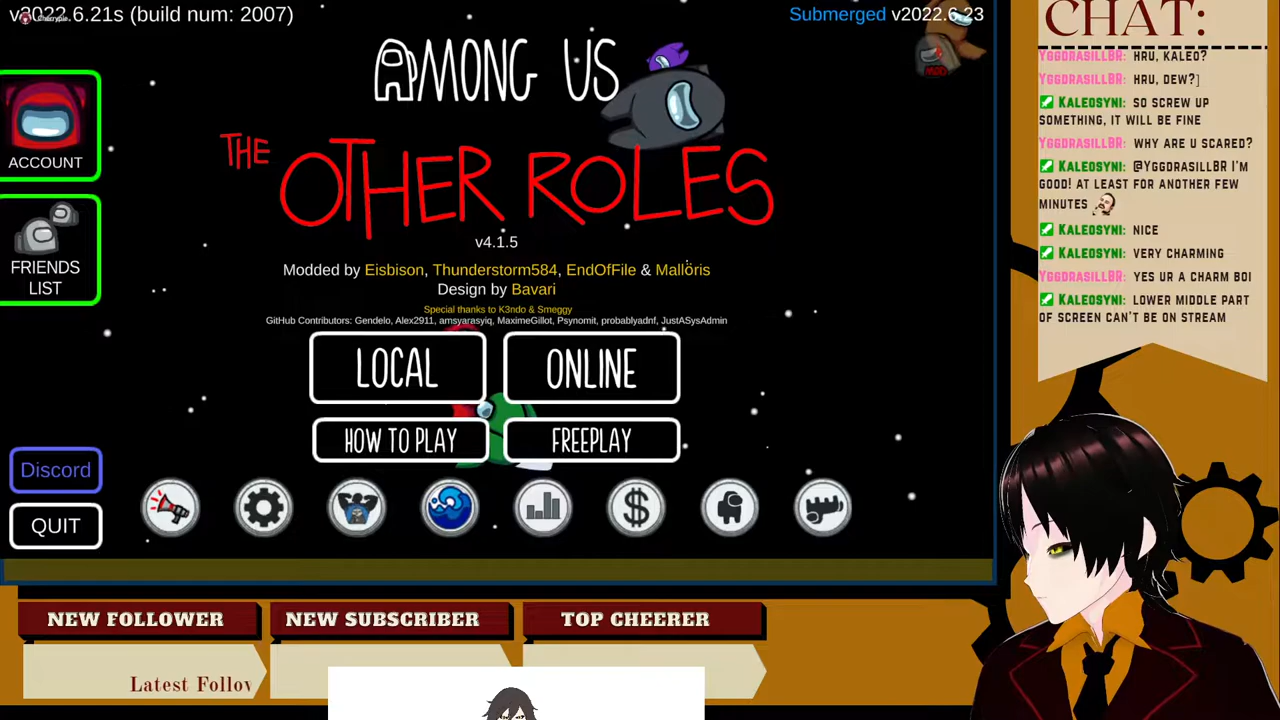 v2022.6.21s (build num: 2007)
Submerged v2022.6.23
AMONG US
THE OTHER ROLES
v4.1.5
Modded by Eisbison, Thunderstorm584, EndOfFile & Mallöris
Design by Bavari
Special thanks to K3ndo & Smeggy
GitHub Contributors: Gendelo, Alex2911, amsyarasyiq, MaximeGillot, Psynomit, probablyadnf, JustASysAdmin
ACCOUNT
FRIENDS
LIST
LOCAL
ONLINE
HOW TO PLAY
FREEPLAY
Discord
QUIT
MOD
CHAT:
YGGDRASILLBR: HRU, KALEO?
YGGDRASILLBR: HRU, DEW?]
KALEOSYNI: SO SCREW UP
SOMETHING, IT WILL BE FINE
YGGDRASILLBR: WHY ARE U SCARED?
KALEOSYNI: @YGGDRASILLBR I'M
GOOD! AT LEAST FOR ANOTHER FEW
MINUTES
KALEOSYNI: NICE
KALEOSYNI: VERY CHARMING
YGGDRASILLBR: YES UR A CHARM BOI
KALEOSYNI: LOWER MIDDLE PART
OF SCREEN CAN'T BE ON STREAM
NEW FOLLOWER
NEW SUBSCRIBER
TOP CHEERER
Latest Follov